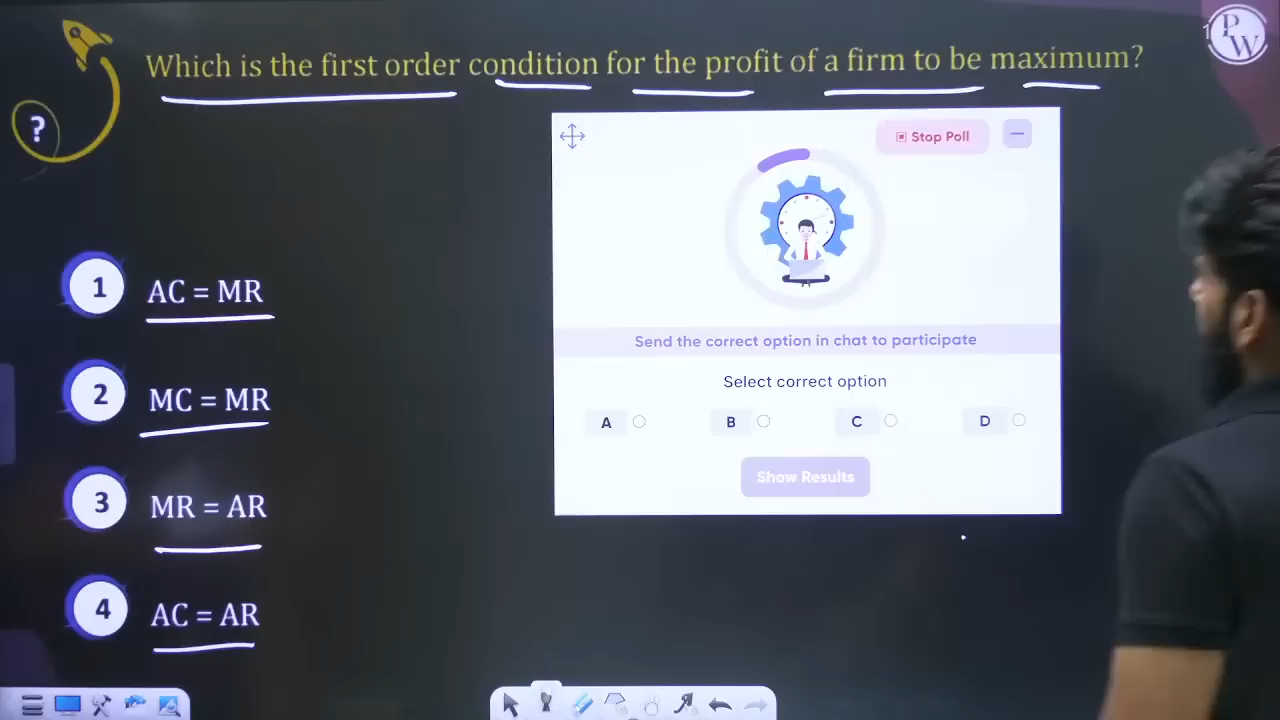 Which is the first order condition for the profit of a firm to be maximum?
PW
?
Stop Poll
1 AC = MR
Send the correct option in chat to participate
Select correct option
2 MC = MR
A B C D
Show Results
3 MR = AR
4 AC = AR